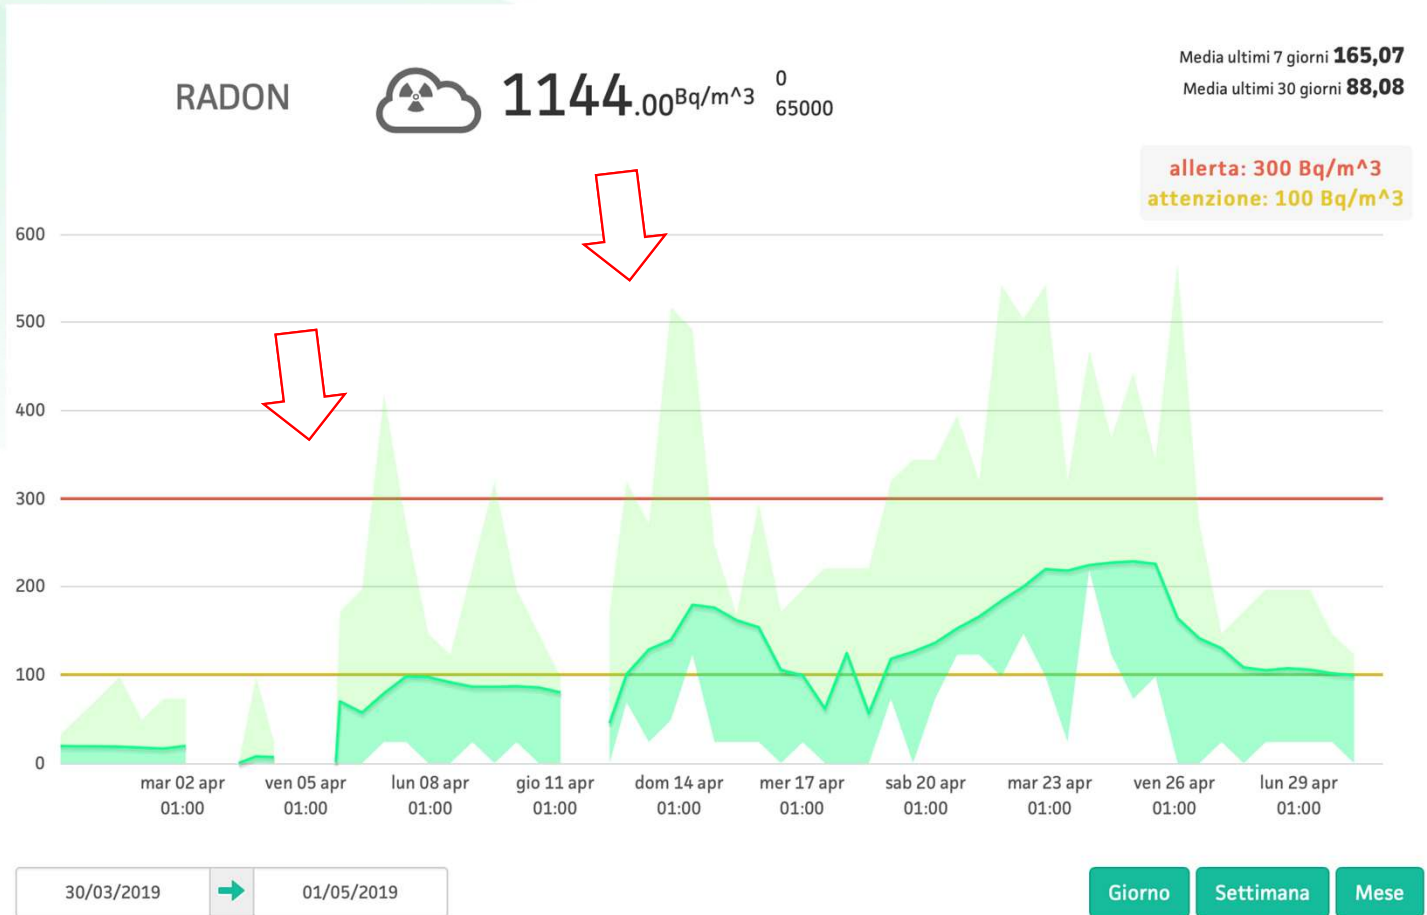 RADON
1144.00 Bq/m^3
0
65000
Media ultimi 7 giorni 165,07
Media ultimi 30 giorni 88,08
allerta: 300 Bq/m^3
attenzione: 100 Bq/m^3
600
500
400
300
200
100
0
mar 02 apr
01:00
ven 05 apr
01:00
lun 08 apr
01:00
gio 11 apr
01:00
dom 14 apr
01:00
mer 17 apr
01:00
sab 20 apr
01:00
mar 23 apr
01:00
ven 26 apr
01:00
lun 29 apr
01:00
30/03/2019
01/05/2019
Giorno
Settimana
Mese